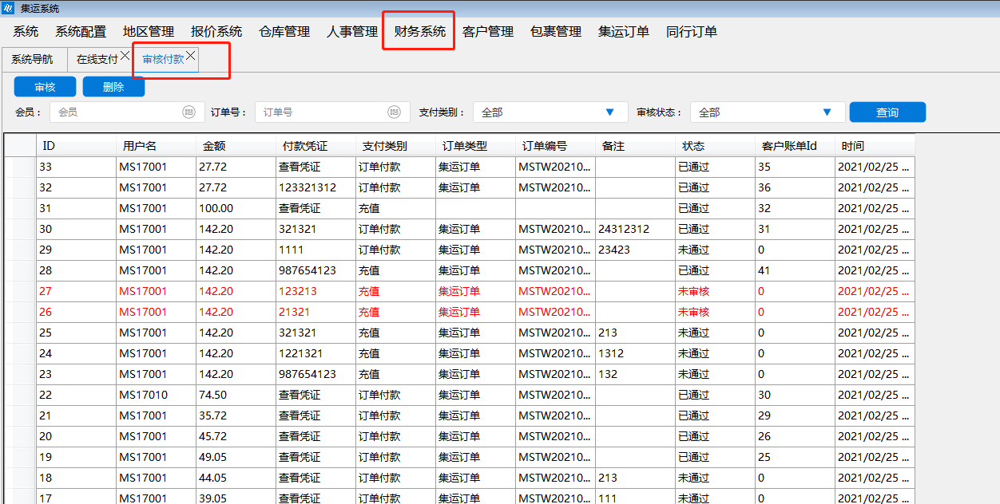 集运系统
系统 系统配置 地区管理 报价系统 仓库管理 人事管理 财务系统 客户管理 包裹管理 集运订单 同行订单
系统导航 在线支付 审核付款
审核 删除
会员： 会员 订单号： 订单号 支付类别： 全部 审核状态： 全部 查询
ID 用户名 金额 付款凭证 支付类别 订单类型 订单编号 备注 状态 客户账单Id 时间
33 MS17001 27.72 查看凭证 订单付款 集运订单 MSTW20210... 已通过 35 2021/02/25 ...
32 MS17001 27.72 123321312 订单付款 集运订单 MSTW20210... 已通过 36 2021/02/25 ...
31 MS17001 100.00 查看凭证 充值 已通过 32 2021/02/25 ...
30 MS17001 142.20 321321 订单付款 集运订单 MSTW20210... 24312312 已通过 31 2021/02/25 ...
29 MS17001 142.20 1111 订单付款 集运订单 MSTW20210... 23423 未通过 0 2021/02/25 ...
28 MS17001 142.20 987654123 充值 集运订单 MSTW20210... 已通过 41 2021/02/25 ...
27 MS17001 142.20 123213 充值 集运订单 MSTW20210... 未审核 0 2021/02/25 ...
26 MS17001 142.20 21321 充值 集运订单 MSTW20210... 未审核 0 2021/02/25 ...
25 MS17001 142.20 321321 充值 集运订单 MSTW20210... 213 未通过 0 2021/02/25 ...
24 MS17001 142.20 1221321 充值 集运订单 MSTW20210... 1312 未通过 0 2021/02/25 ...
23 MS17001 142.20 987654123 充值 集运订单 MSTW20210... 132 未通过 0 2021/02/25 ...
22 MS17010 74.50 查看凭证 订单付款 集运订单 MSTW20210... 已通过 30 2021/02/25 ...
21 MS17001 35.72 查看凭证 订单付款 集运订单 MSTW20210... 已通过 29 2021/02/25 ...
20 MS17001 45.72 查看凭证 订单付款 集运订单 MSTW20210... 已通过 26 2021/02/25 ...
19 MS17001 49.05 查看凭证 订单付款 集运订单 MSTW20210... 已通过 25 2021/02/25 ...
18 MS17001 44.05 查看凭证 订单付款 集运订单 MSTW20210... 213 未通过 0 2021/02/25 ...
17 MS17001 39.05 查看凭证 订单付款 集运订单 MSTW20210... 111 未通过 0 2021/02/25 ...